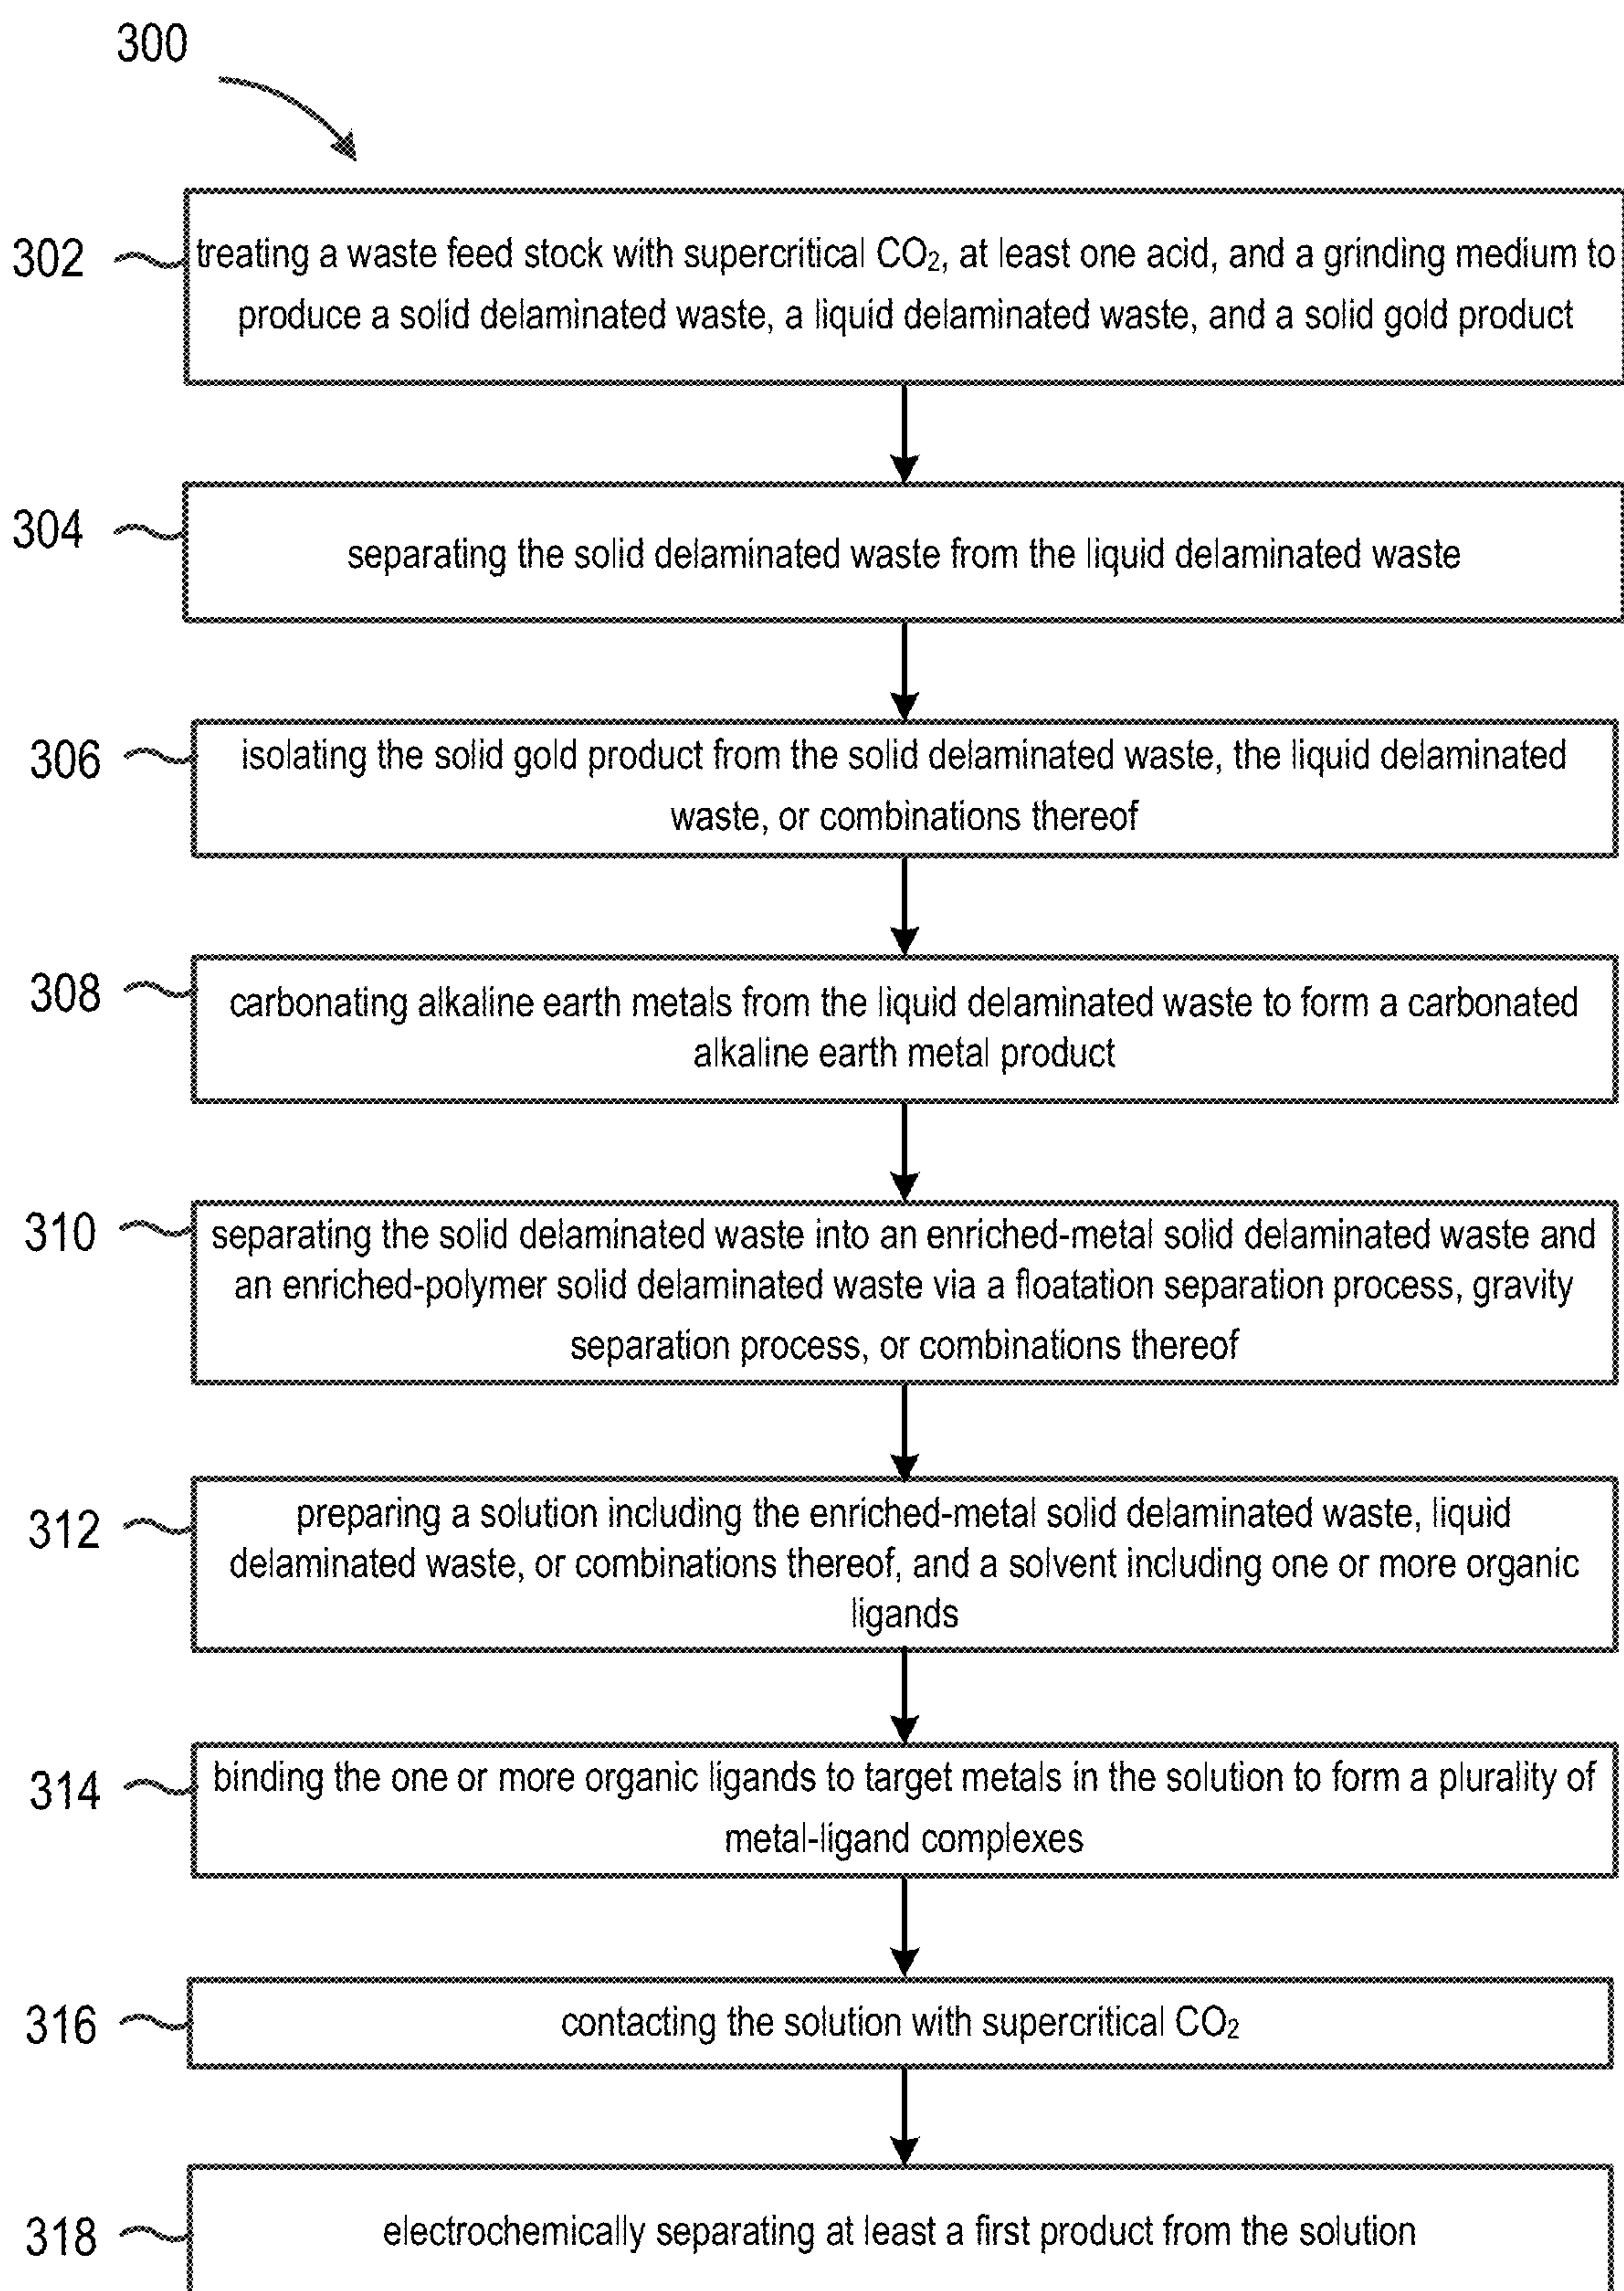 300
302
treating a waste feed stock with supercritical CO₂, at least one acid, and a grinding medium to
produce a solid delaminated waste, a liquid delaminated waste, and a solid gold product
304
separating the solid delaminated waste from the liquid delaminated waste
306
isolating the solid gold product from the solid delaminated waste, the liquid delaminated
waste, or combinations thereof
308
carbonating alkaline earth metals from the liquid delaminated waste to form a carbonated
alkaline earth metal product
310
separating the solid delaminated waste into an enriched-metal solid delaminated waste and
an enriched-polymer solid delaminated waste via a floatation separation process, gravity
separation process, or combinations thereof
312
preparing a solution including the enriched-metal solid delaminated waste, liquid
delaminated waste, or combinations thereof, and a solvent including one or more organic
ligands
314
binding the one or more organic ligands to target metals in the solution to form a plurality of
metal-ligand complexes
316
contacting the solution with supercritical CO₂
318
electrochemically separating at least a first product from the solution